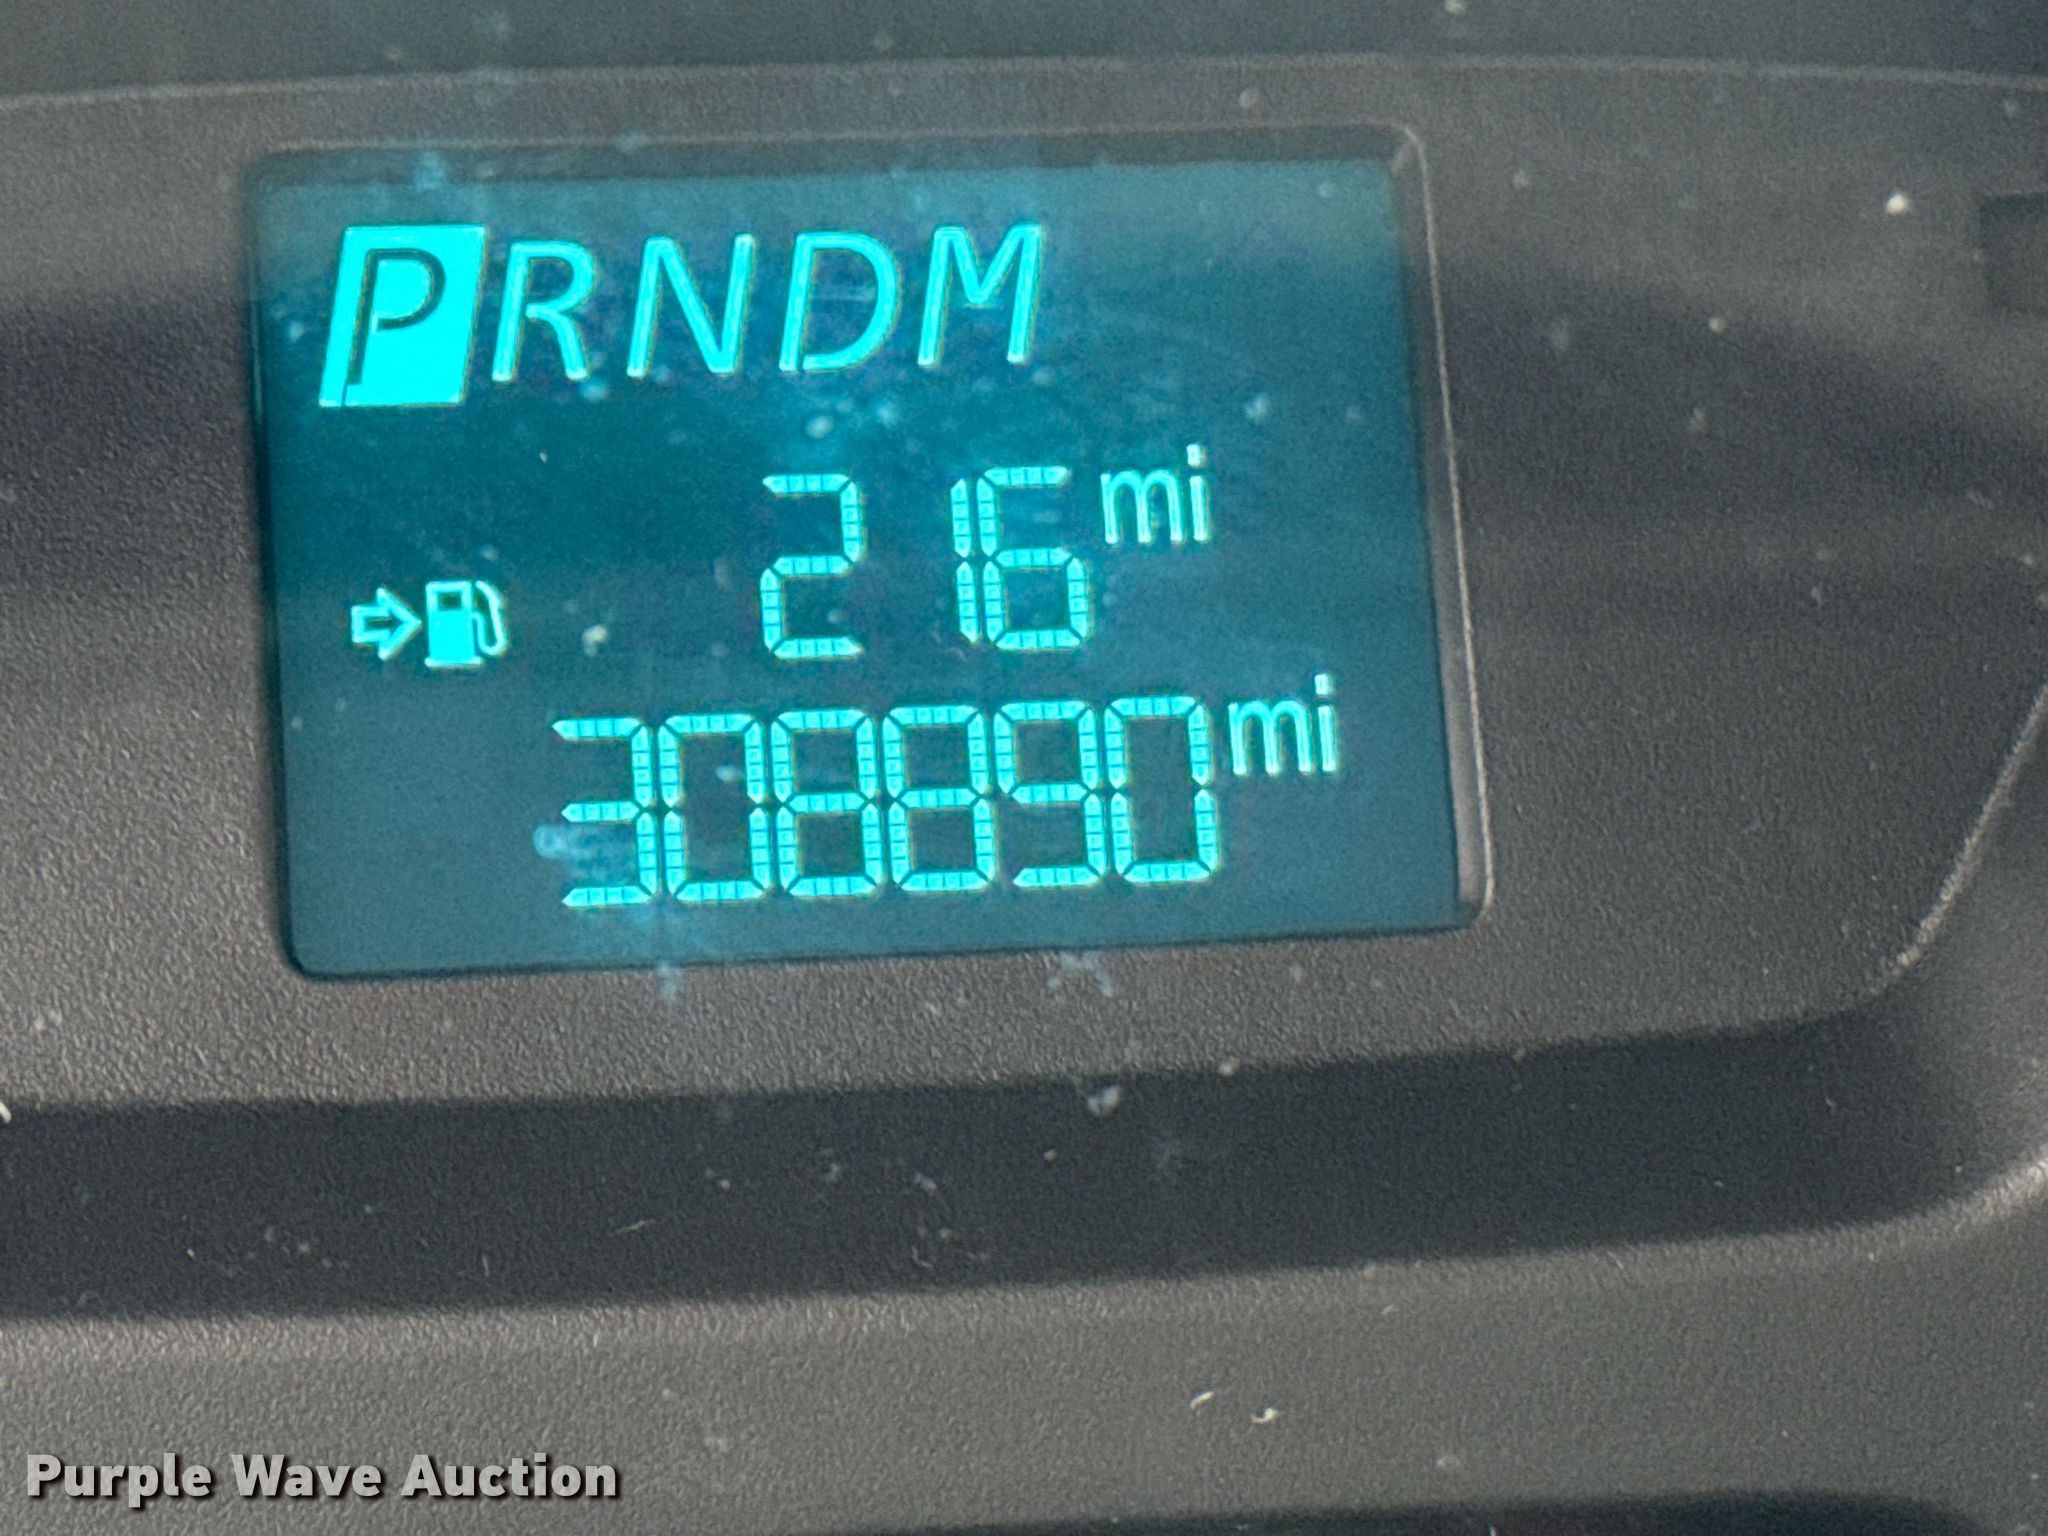 PRNDM
216 mi
308890 mi
Purple Wave Auction